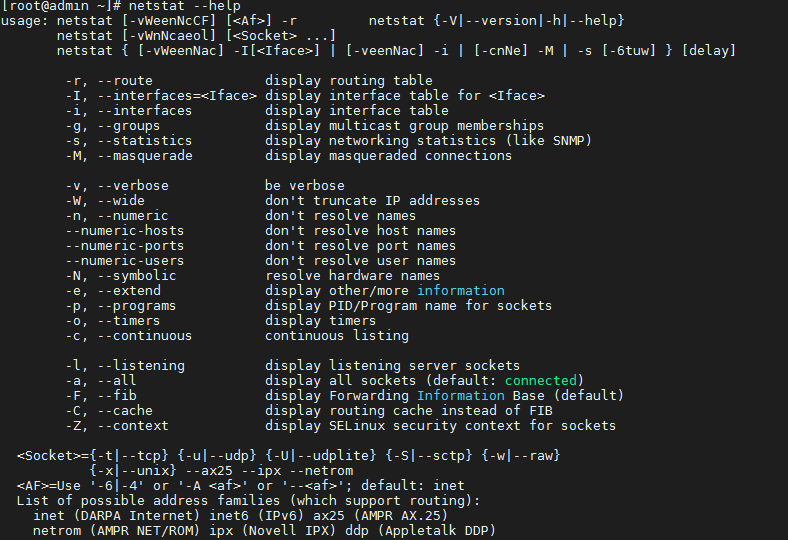 [root@admin ~]# netstat --help
usage: netstat [-vWeenNcCF] [<Af>] -r         netstat {-V|--version|-h|--help}
       netstat [-vWnNcaeol] [<Socket> ...]
       netstat { [-vWeenNac] -I[<Iface>] | [-veenNac] -i | [-cnNe] -M | -s [-6tuw] } [delay]

        -r, --route              display routing table
        -I, --interfaces=<Iface> display interface table for <Iface>
        -i, --interfaces         display interface table
        -g, --groups             display multicast group memberships
        -s, --statistics         display networking statistics (like SNMP)
        -M, --masquerade         display masqueraded connections

        -v, --verbose            be verbose
        -W, --wide               don't truncate IP addresses
        -n, --numeric            don't resolve names
        --numeric-hosts          don't resolve host names
        --numeric-ports          don't resolve port names
        --numeric-users          don't resolve user names
        -N, --symbolic           resolve hardware names
        -e, --extend             display other/more information
        -p, --programs           display PID/Program name for sockets
        -o, --timers             display timers
        -c, --continuous         continuous listing

        -l, --listening          display listening server sockets
        -a, --all                display all sockets (default: connected)
        -F, --fib                display Forwarding Information Base (default)
        -C, --cache              display routing cache instead of FIB
        -Z, --context            display SELinux security context for sockets

  <Socket>={-t|--tcp} {-u|--udp} {-U|--udplite} {-S|--sctp} {-w|--raw}
           {-x|--unix} --ax25 --ipx --netrom
  <AF>=Use '-6|-4' or '-A <af>' or '--<af>'; default: inet
  List of possible address families (which support routing):
    inet (DARPA Internet) inet6 (IPv6) ax25 (AMPR AX.25)
    netrom (AMPR NET/ROM) ipx (Novell IPX) ddp (Appletalk DDP)